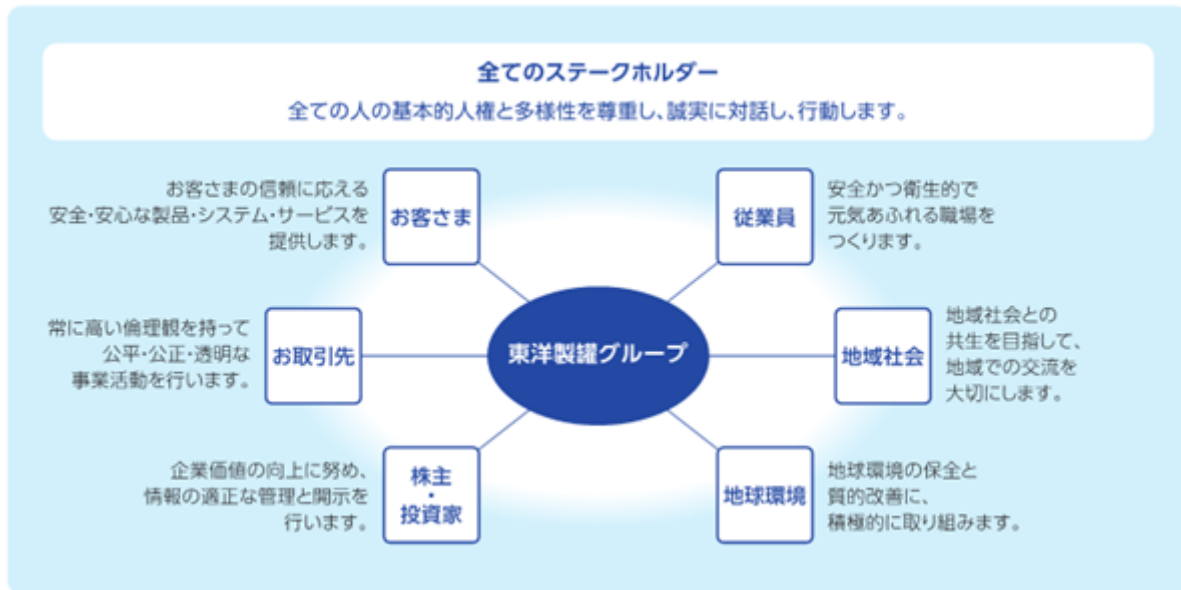 全てのステークホルダー
全ての人の基本的人権と多様性を尊重し、誠実に対話し、行動します。
お客さまの信頼に応える
安全・安心な製品・システム・サービスを
提供します。
お客さま
従業員
安全かつ衛生的で
元気あふれる職場を
つくります。
常に高い倫理観を持って
公平・公正・透明な
事業活動を行います。
お取引先
東洋製罐グループ
地域社会
地域社会との
共生を目指して、
地域での交流を
大切にします。
企業価値の向上に努め、
情報の適正な管理と開示を
行います。
株主
・
投資家
地球環境
地球環境の保全と
質的改善に、
積極的に取り組みます。